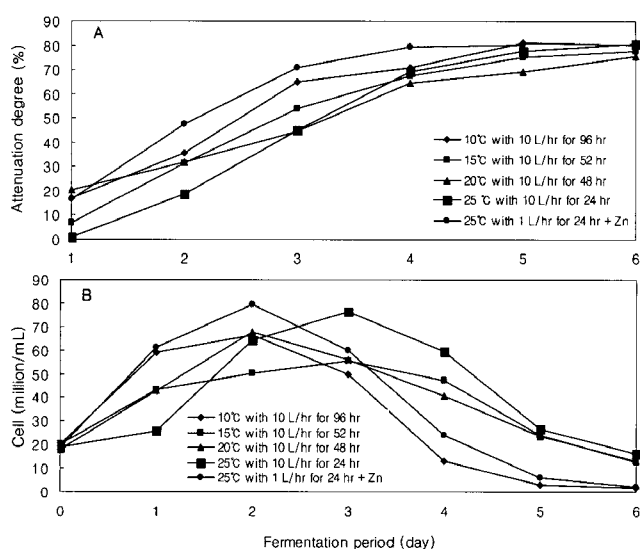 A
Attenuation degree (%)
90
80
70
60
50
40
30
20
10
0
1 2 3 4 5 6
10℃ with 10 L/hr for 96 hr
15℃ with 10 L/hr for 52 hr
20℃ with 10 L/hr for 48 hr
25 ℃ with 10 L/hr for 24 hr
25℃ with 1 L/hr for 24 hr + Zn
B
Cell (million/mL)
90
80
70
60
50
40
30
20
10
0
10℃ with 10 L/hr for 96 hr
15℃ with 10 L/hr for 52 hr
20℃ with 10 L/hr for 48 hr
25℃ with 10 L/hr for 24 hr
25℃ with 1 L/hr for 24 hr + Zn
0 1 2 3 4 5 6
Fermentation period (day)